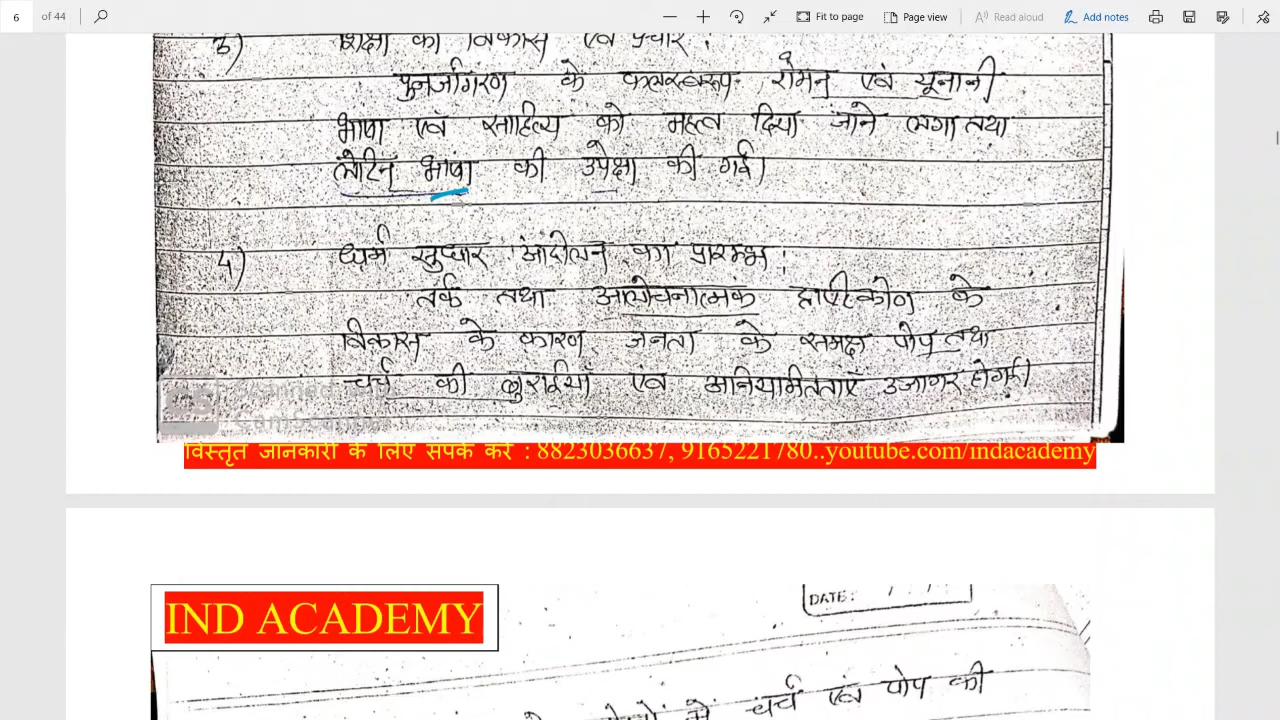 6 of 44 Fit to page Page view Read aloud Add notes
3) शिक्षा का विकास एवं प्रचार :
पुनर्जागरण के फलस्वरूप रोमन एवं यूनानी
भाषा एवं साहित्य को महत्व दिया जाने लगा तथा
लैटिन भाषा की उपेक्षा की गई।
4) धर्म सुधार आंदोलन का प्रारम्भ :
तर्क तथा आलोचनात्मक दृष्टिकोण के
विकास के कारण जनता के समक्ष पोप तथा
चर्च की बुराईयां एवं अनियमितताएं उजागर होगई।
विस्तृत जानकारी के लिए संपर्क करें : 8823036637, 9165221780..youtube.com/indacademy
IND ACADEMY
DATE: / /
चर्च एवं पोप की